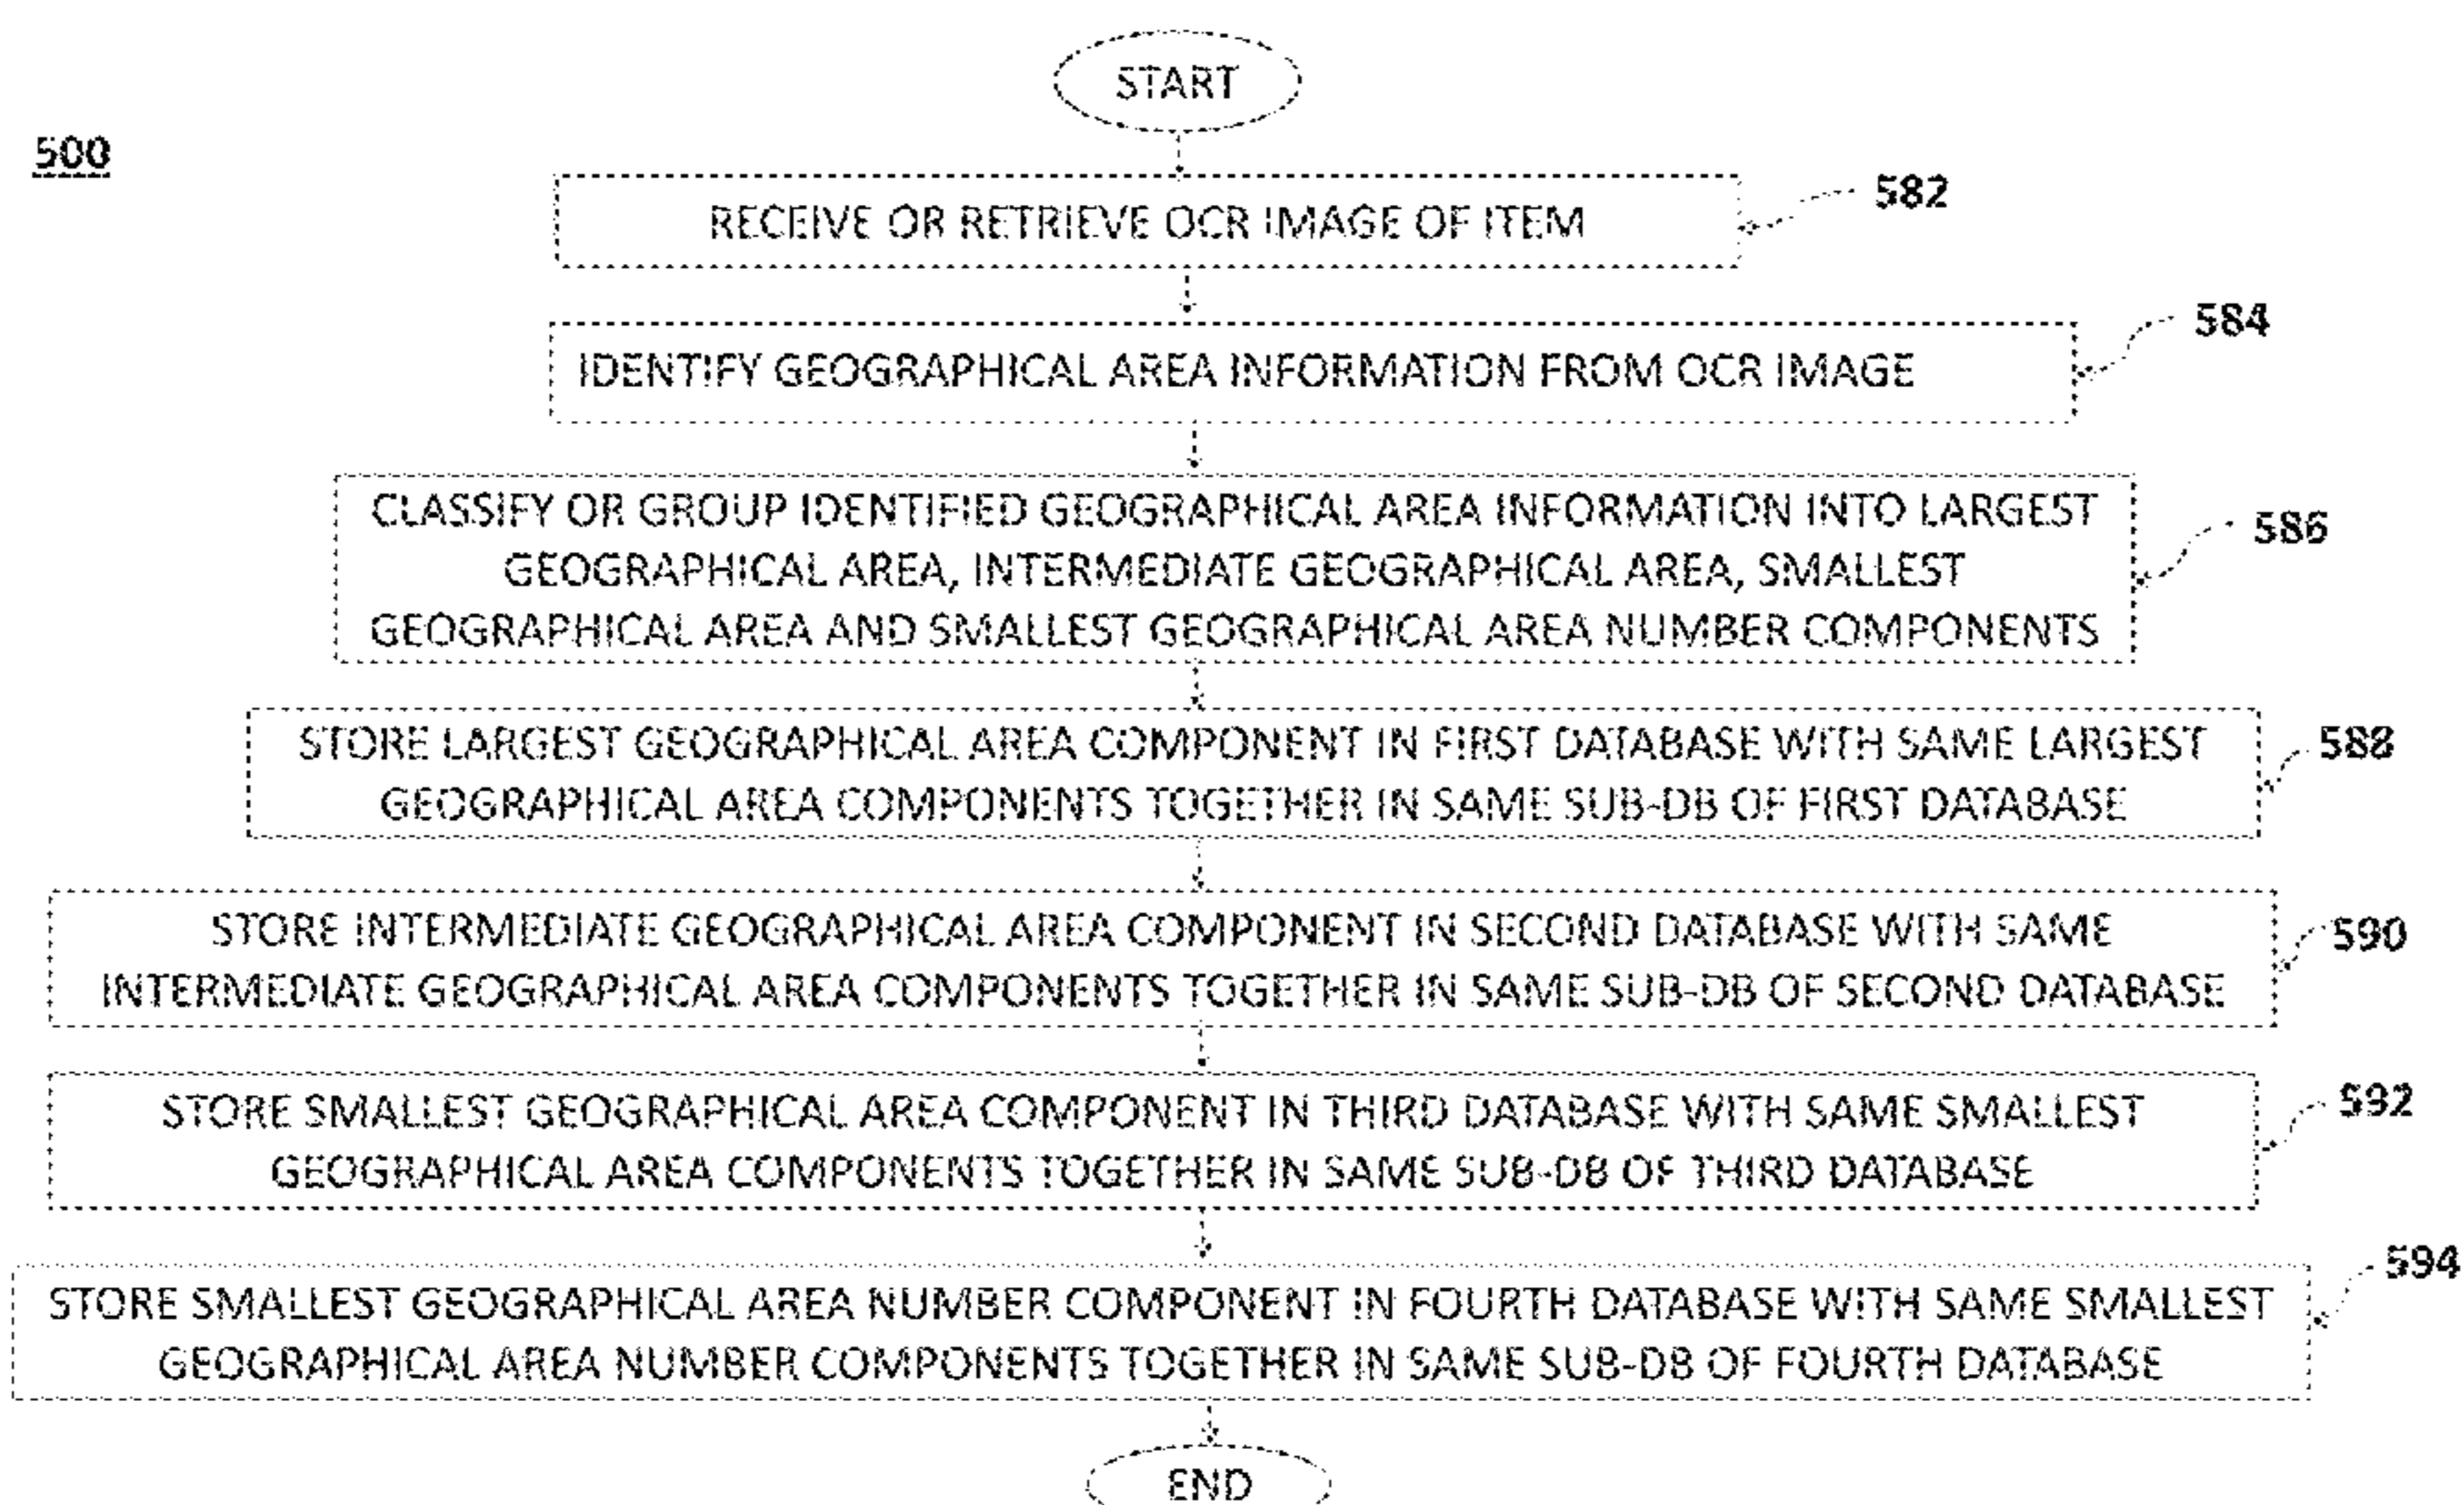 START
500
RECEIVE OR RETRIEVE OCR IMAGE OF ITEM
582
IDENTIFY GEOGRAPHICAL AREA INFORMATION FROM OCR IMAGE
584
CLASSIFY OR GROUP IDENTIFIED GEOGRAPHICAL AREA INFORMATION INTO LARGEST
GEOGRAPHICAL AREA, INTERMEDIATE GEOGRAPHICAL AREA, SMALLEST
GEOGRAPHICAL AREA AND SMALLEST GEOGRAPHICAL AREA NUMBER COMPONENTS
586
STORE LARGEST GEOGRAPHICAL AREA COMPONENT IN FIRST DATABASE WITH SAME LARGEST
GEOGRAPHICAL AREA COMPONENTS TOGETHER IN SAME SUB-DB OF FIRST DATABASE
588
STORE INTERMEDIATE GEOGRAPHICAL AREA COMPONENT IN SECOND DATABASE WITH SAME
INTERMEDIATE GEOGRAPHICAL AREA COMPONENTS TOGETHER IN SAME SUB-DB OF SECOND DATABASE
590
STORE SMALLEST GEOGRAPHICAL AREA COMPONENT IN THIRD DATABASE WITH SAME SMALLEST
GEOGRAPHICAL AREA COMPONENTS TOGETHER IN SAME SUB-DB OF THIRD DATABASE
592
STORE SMALLEST GEOGRAPHICAL AREA NUMBER COMPONENT IN FOURTH DATABASE WITH SAME SMALLEST
GEOGRAPHICAL AREA NUMBER COMPONENTS TOGETHER IN SAME SUB-DB OF FOURTH DATABASE
594
END